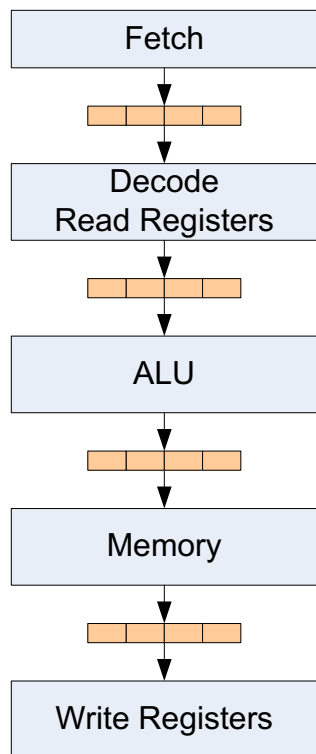 Fetch
Decode
Read Registers
ALU
Memory
Write Registers